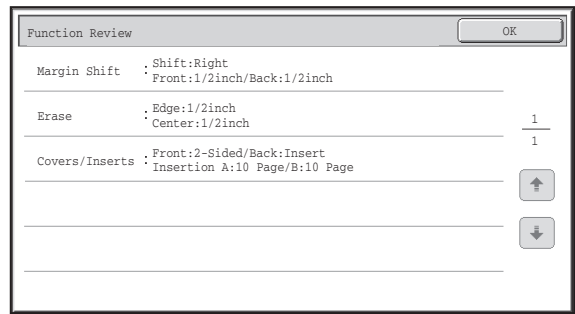 Function Review
OK
Margin Shift : Shift:Right
Front:1/2inch/Back:1/2inch
Erase : Edge:1/2inch
Center:1/2inch
Covers/Inserts : Front:2-Sided/Back:Insert
Insertion A:10 Page/B:10 Page
1
1